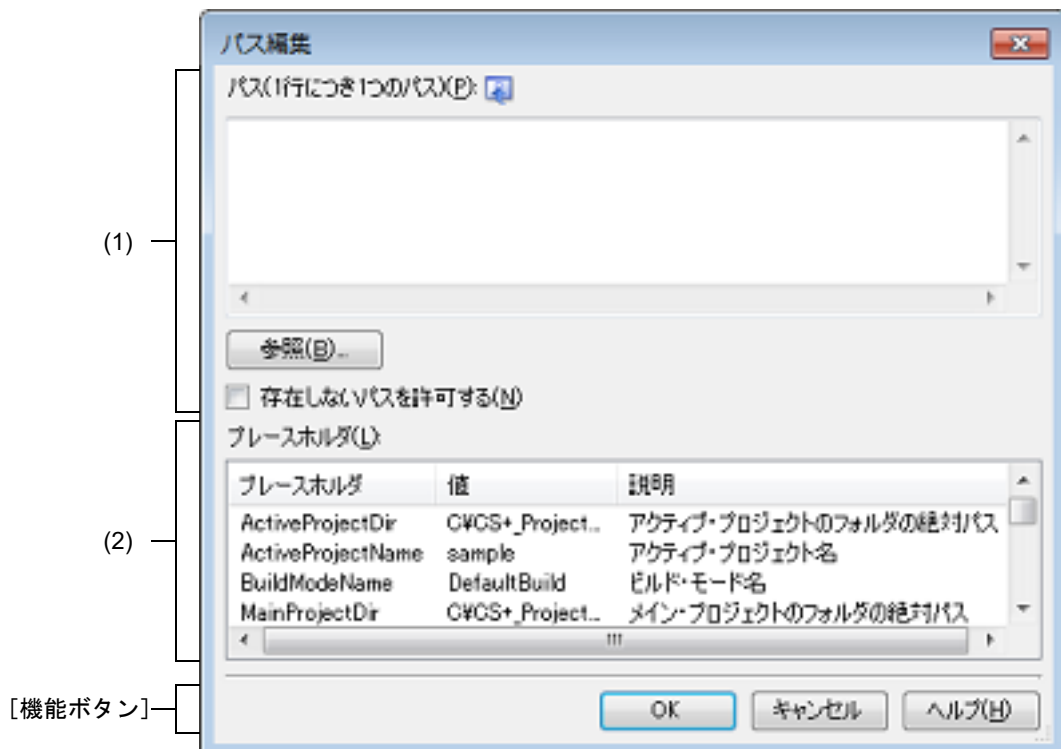 パス編集
パス(1行につき1つのパス)(P):
(1)
参照(B)...
存在しないパスを許可する(N)
プレースホルダ(L):
プレースホルダ 値 説明
ActiveProjectDir C¥CS+_Project... アクティブ・プロジェクトのフォルダの絶対パス
(2)
ActiveProjectName sample アクティブ・プロジェクト名
BuildModeName DefaultBuild ビルド・モード名
MainProjectDir C¥CS+_Project... メイン・プロジェクトのフォルダの絶対パス
[機能ボタン]
OK キャンセル ヘルプ(H)